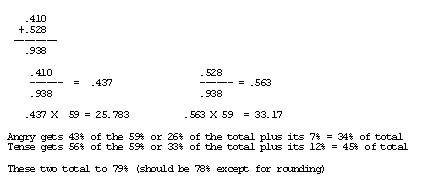 .410
+.528
.938
.410 .528
------ = .437 ------ = .563
.938 .938
.437 X 59 = 25.783 .563 X 59 = 33.17
Angry gets 43% of the 59% or 26% of the total plus its 7% = 34% of total
Tense gets 56% of the 59% or 33% of the total plus its 12% = 45% of total
These two total to 79% (should be 78% except for rounding)